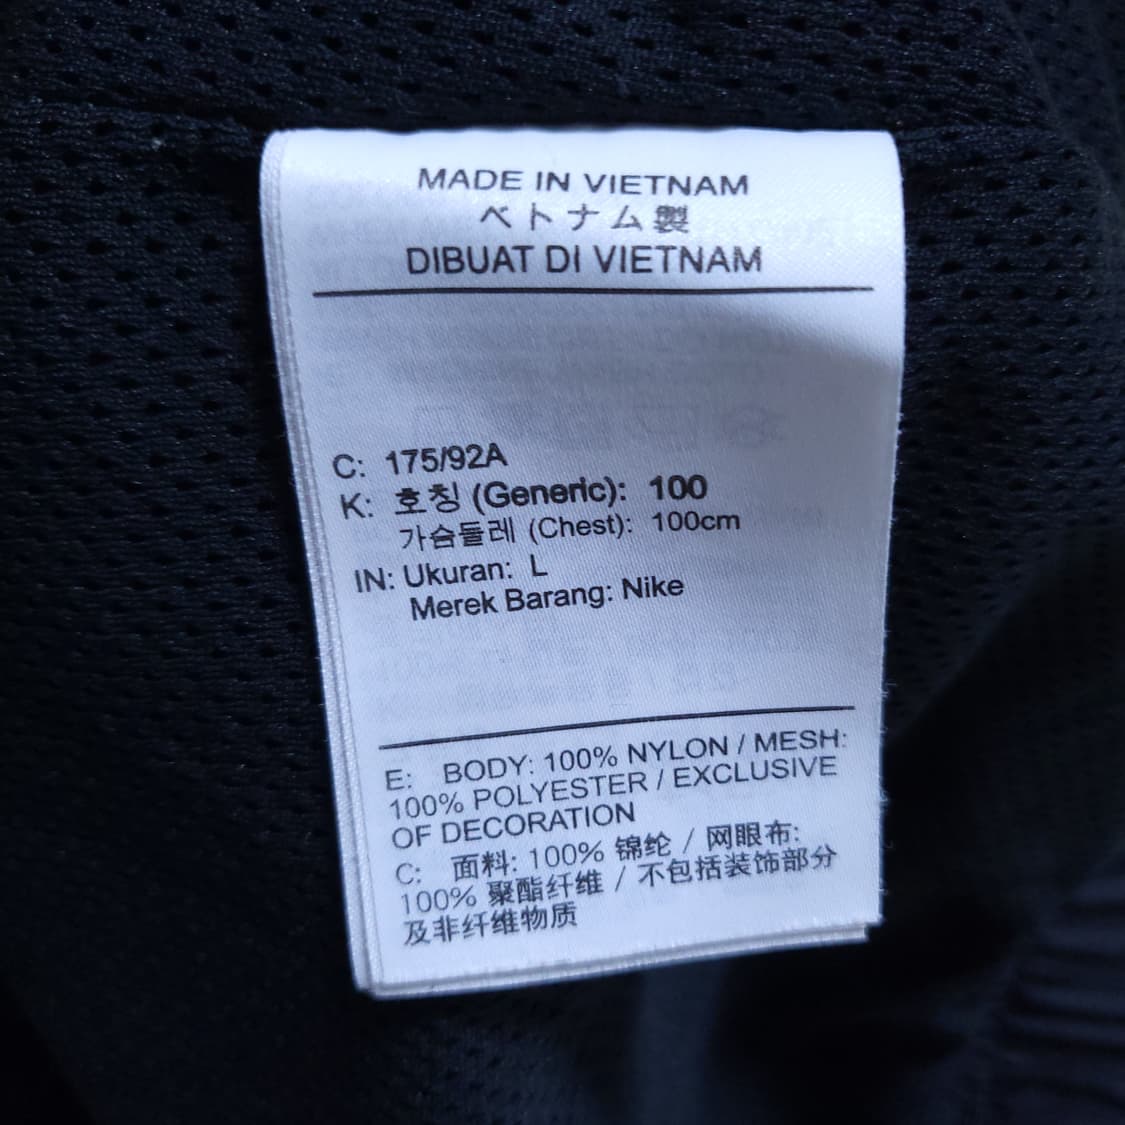 MADE IN VIETNAM
ベトナム製
DIBUAT DI VIETNAM
C: 175/92A
K: 호칭 (Generic): 100
가슴둘레 (Chest): 100cm
IN: Ukuran: L
Merek Barang: Nike
E: BODY: 100% NYLON / MESH:
100% POLYESTER / EXCLUSIVE
OF DECORATION
C: 面料: 100% 锦纶 / 网眼布:
100% 聚酯纤维 / 不包括装饰部分
及非纤维物质